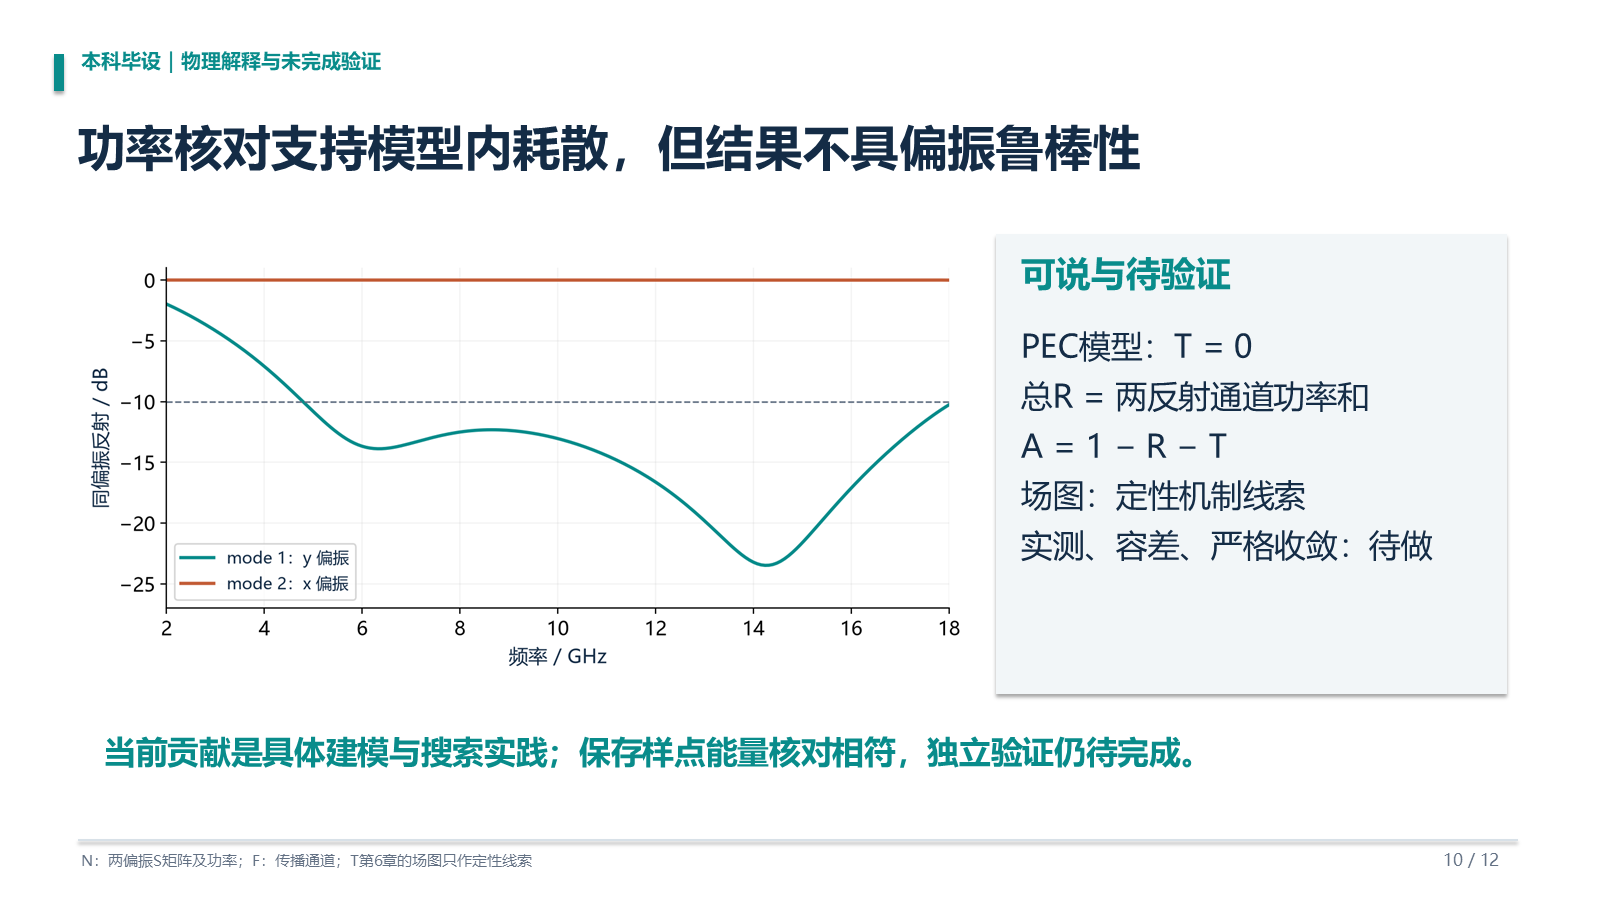 本科毕设｜物理解释与未完成验证
功率核对支持模型内耗散，但结果不具偏振鲁棒性
0
−5
−10
−15
−20
−25
同偏振反射 / dB
mode 1：y 偏振
mode 2：x 偏振
2 4 6 8 10 12 14 16 18
频率 / GHz
可说与待验证
PEC模型：T = 0
总R = 两反射通道功率和
A = 1 − R − T
场图：定性机制线索
实测、容差、严格收敛：待做
当前贡献是具体建模与搜索实践；保存样点能量核对相符，独立验证仍待完成。
N：两偏振S矩阵及功率；F：传播通道；T第6章的场图只作定性线索
10 / 12